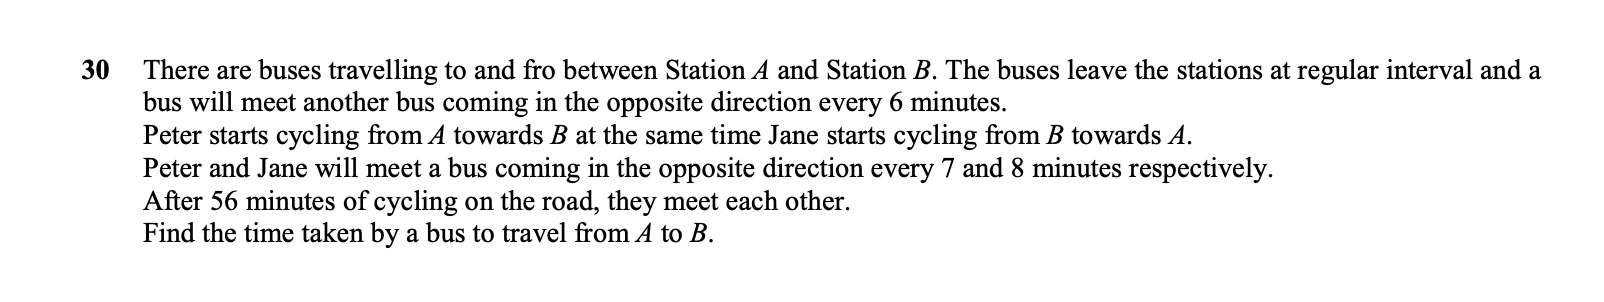 30 There are buses travelling to and fro between Station A and Station B. The buses leave the stations at regular interval and a
bus will meet another bus coming in the opposite direction every 6 minutes.
Peter starts cycling from A towards B at the same time Jane starts cycling from B towards A.
Peter and Jane will meet a bus coming in the opposite direction every 7 and 8 minutes respectively.
After 56 minutes of cycling on the road, they meet each other.
Find the time taken by a bus to travel from A to B.